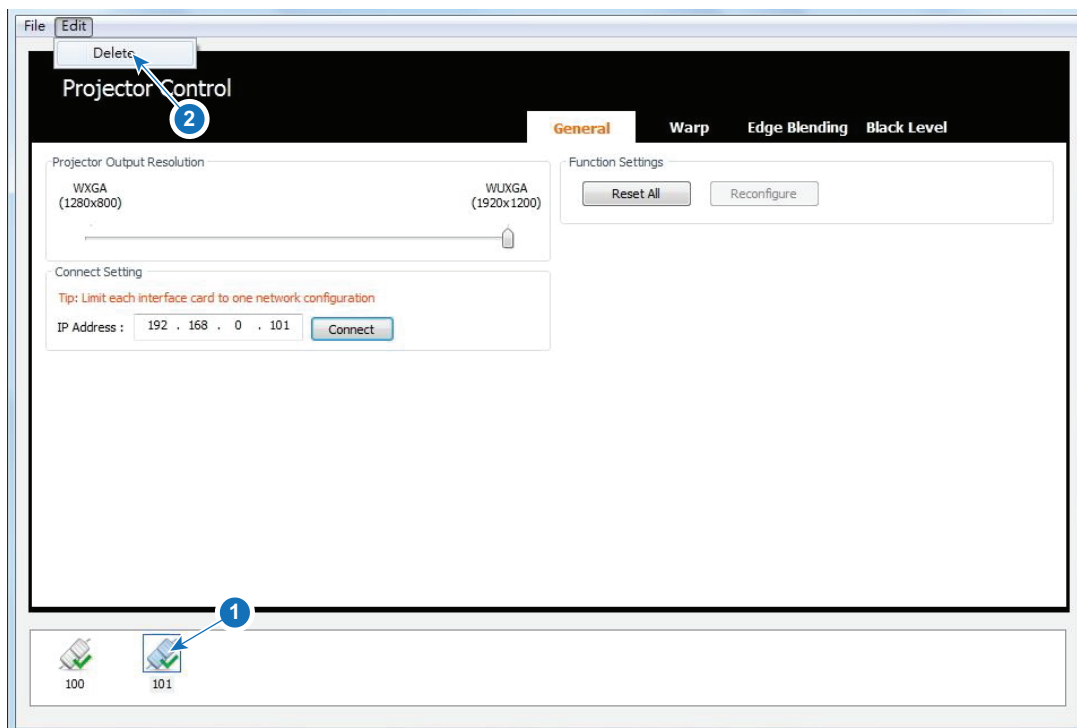 File Edit
Delete
Projector Control
2
General Warp Edge Blending Black Level
Projector Output Resolution
WXGA
(1280x800)
WUXGA
(1920x1200)
Function Settings
Reset All Reconfigure
Connect Setting
Tip: Limit each interface card to one network configuration
IP Address : 192 . 168 . 0 . 101 Connect
1
100 101